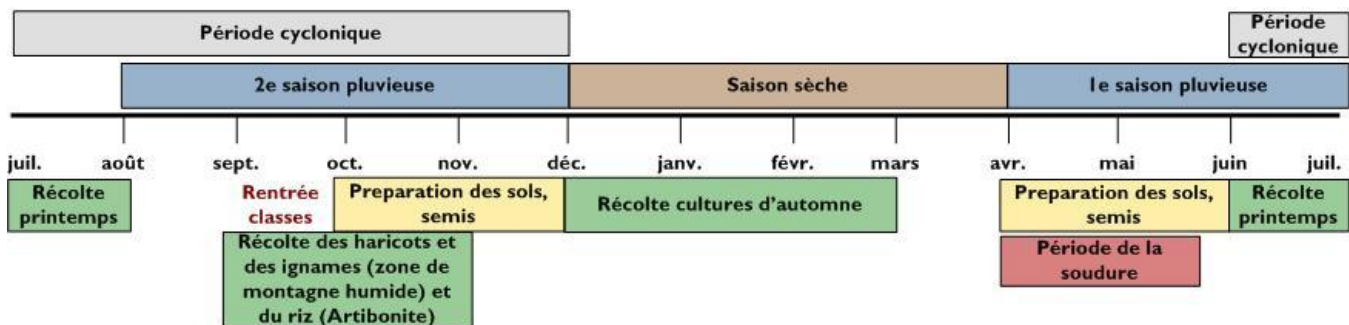 Période cyclonique
Période
cyclonique
2e saison pluvieuse
Saison sèche
1e saison pluvieuse
juil. août sept. oct. nov. déc. janv. févr. mars avr. mai juin juil.
Récolte
printemps
Rentrée
classes
Preparation des sols,
semis
Récolte cultures d'automne
Preparation des sols,
semis
Récolte
printemps
Récolte des haricots et
des ignames (zone de
montagne humide) et
du riz (Artibonite)
Période de la
soudure